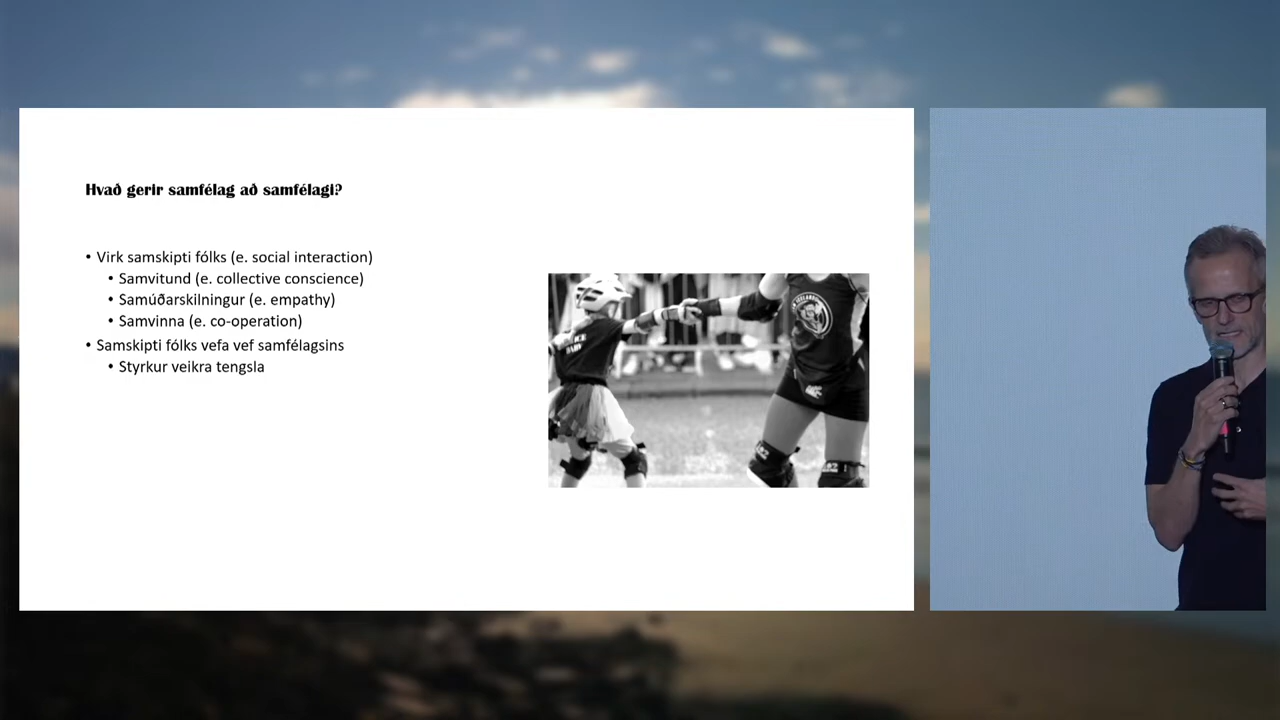 Hvað gerir samfélag að samfélagi?
• Virk samskipti fólks (e. social interaction)
• Samvitund (e. collective conscience)
• Samúðarskilningur (e. empathy)
• Samvinna (e. co-operation)
• Samskipti fólks vefa vef samfélagsins
• Styrkur veikra tengsla